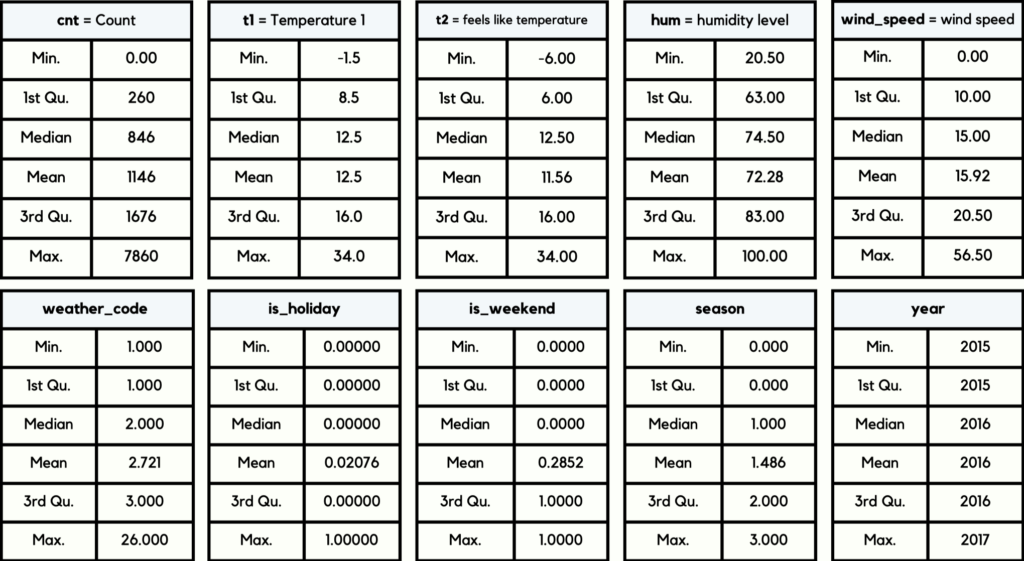 cnt = Count
Min. 0.00
1st Qu. 260
Median 846
Mean 1146
3rd Qu. 1676
Max. 7860
t1 = Temperature 1
Min. -1.5
1st Qu. 8.5
Median 12.5
Mean 12.5
3rd Qu. 16.0
Max. 34.0
t2 = feels like temperature
Min. -6.00
1st Qu. 6.00
Median 12.50
Mean 11.56
3rd Qu. 16.00
Max. 34.00
hum = humidity level
Min. 20.50
1st Qu. 63.00
Median 74.50
Mean 72.28
3rd Qu. 83.00
Max. 100.00
wind_speed = wind speed
Min. 0.00
1st Qu. 10.00
Median 15.00
Mean 15.92
3rd Qu. 20.50
Max. 56.50
weather_code
Min. 1.000
1st Qu. 1.000
Median 2.000
Mean 2.721
3rd Qu. 3.000
Max. 26.000
is_holiday
Min. 0.00000
1st Qu. 0.00000
Median 0.00000
Mean 0.02076
3rd Qu. 0.00000
Max. 1.00000
is_weekend
Min. 0.0000
1st Qu. 0.0000
Median 0.0000
Mean 0.2852
3rd Qu. 1.0000
Max. 1.0000
season
Min. 0.000
1st Qu. 0.000
Median 1.000
Mean 1.486
3rd Qu. 2.000
Max. 3.000
year
Min. 2015
1st Qu. 2015
Median 2016
Mean 2016
3rd Qu. 2016
Max. 2017